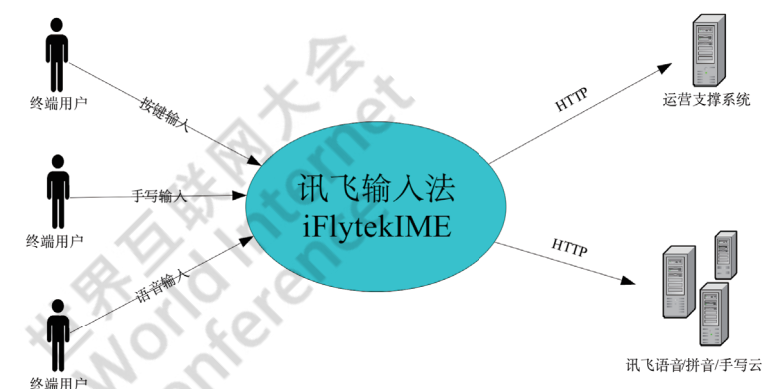 终端用户
按键输入
HTTP
运营支撑系统
讯飞输入法
iFlytekIME
手写输入
终端用户
HTTP
语音输入
讯飞语音/拼音/手写云
终端用户
世界互联网大会
World Internet
Conference